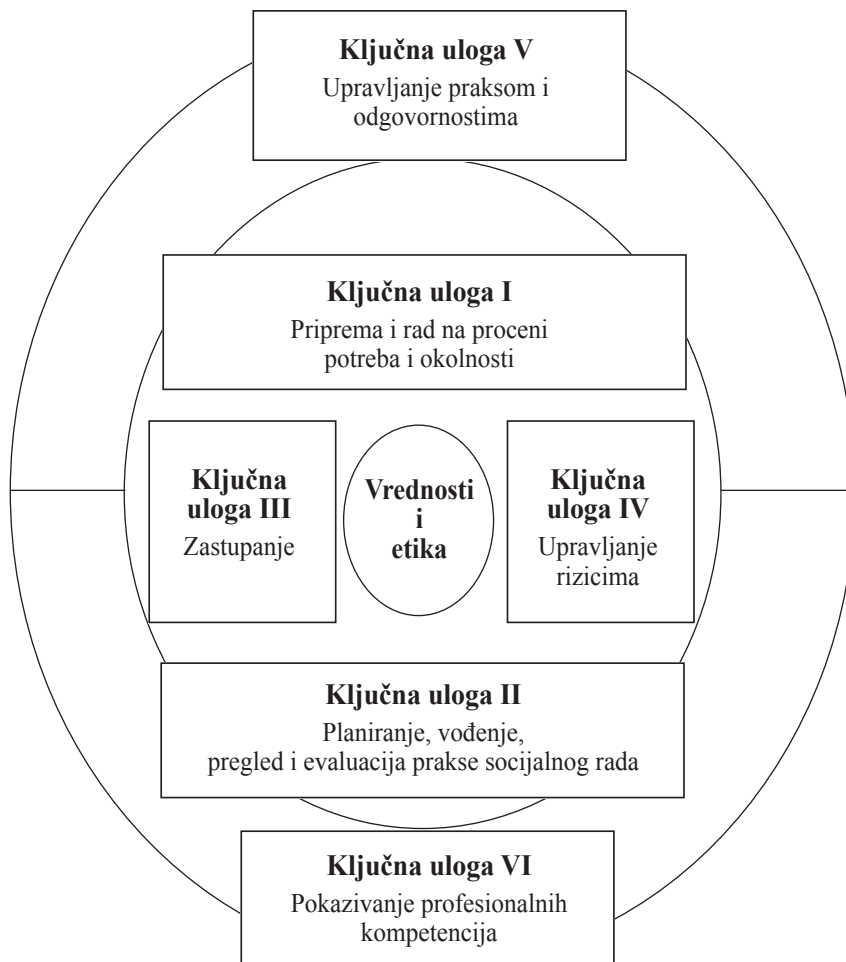 Ključna uloga V
Upravljanje praksom i
odgovornostima
Ključna uloga I
Priprema i rad na proceni
potreba i okolnosti
Ključna
uloga III
Zastupanje
Vrednosti
i
etika
Ključna
uloga IV
Upravljanje
rizicima
Ključna uloga II
Planiranje, vođenje,
pregled i evaluacija prakse socijalnog rada
Ključna uloga VI
Pokazivanje profesionalnih
kompetencija